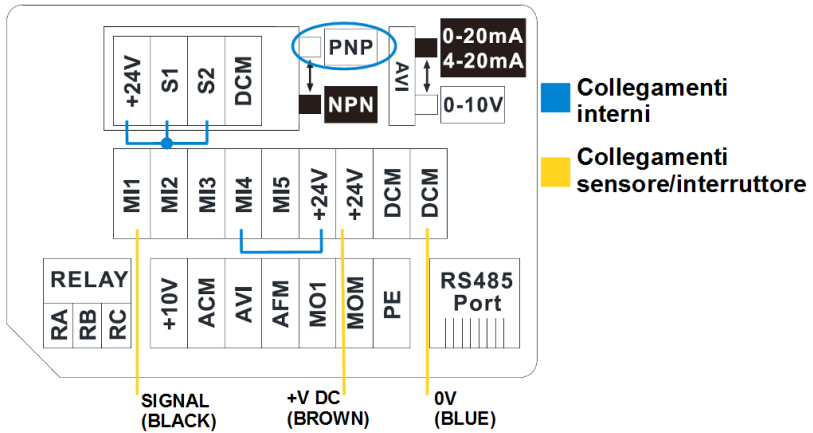 +24V
S1
S2
DCM
PNP
NPN
AVI
0-20mA
4-20mA
0-10V
Collegamenti
interni
Collegamenti
sensore/interruttore
MI1
MI2
MI3
MI4
MI5
+24V
+24V
DCM
DCM
RELAY
RA
RB
RC
+10V
ACM
AVI
AFM
MO1
MOM
PE
RS485
Port
SIGNAL
(BLACK)
+V DC
(BROWN)
0V
(BLUE)